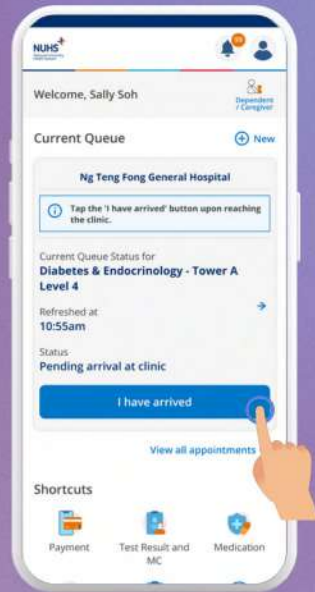 NUHS
Welcome, Sally Soh
Dependent
/ Caregiver
Current Queue
New
Ng Teng Fong General Hospital
Tap the 'I have arrived' button upon reaching
the clinic.
Current Queue Status for
Diabetes & Endocrinology - Tower A
Level 4
Refreshed at
10:55am
Status
Pending arrival at clinic
I have arrived
View all appointments
Shortcuts
Payment
Test Result and
MC
Medication